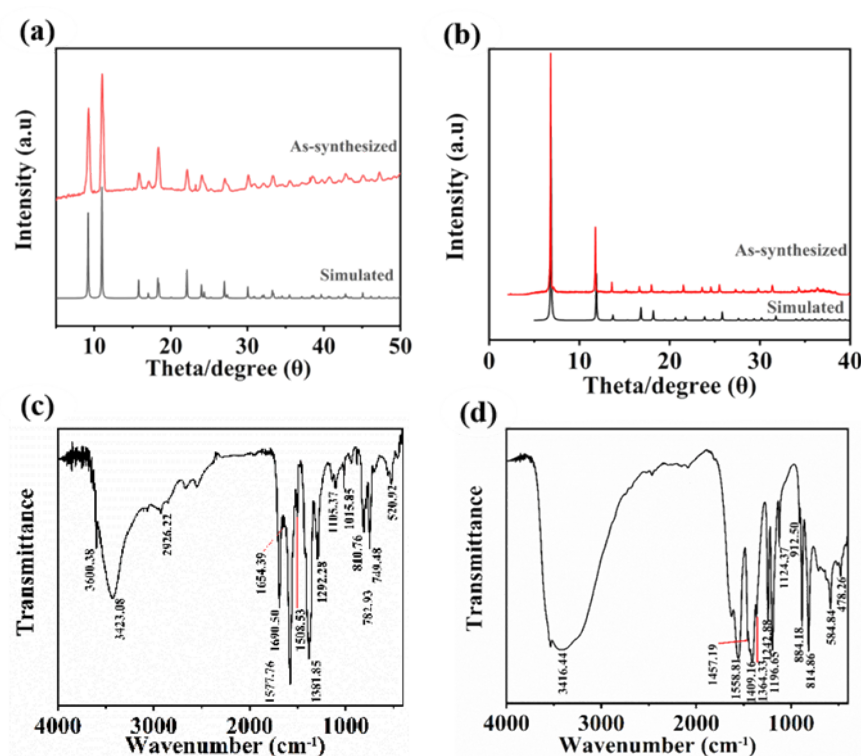 (a)
Intensity (a.u)
As-synthesized
Simulated
10
20
30
40
50
Theta/degree (θ)
(b)
Intensity (a.u)
As-synthesized
Simulated
0
10
20
30
40
Theta/degree (θ)
(c)
Transmittance
3600.38
3423.08
2926.22
1654.39
1690.50
1577.76
1508.53
1381.85
1292.28
1105.37
1015.85
810.76
782.93
749.48
520.92
4000
3000
2000
1000
Wavenumber (cm⁻¹)
(d)
Transmittance
3416.44
1457.19
1558.81
1409.16
1364.33
1242.88
1196.65
1124.37
912.50
884.18
814.86
584.84
478.26
4000
3000
2000
1000
Wavenumber (cm⁻¹)